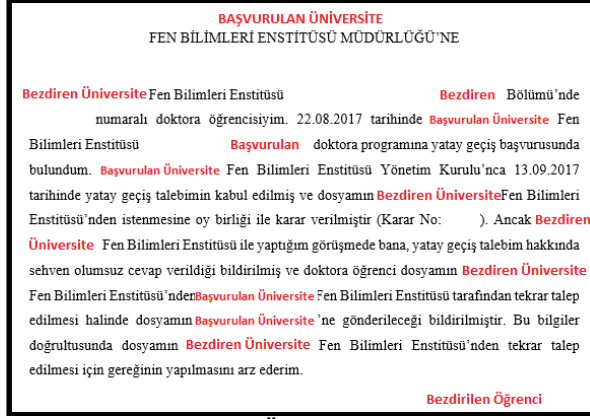 BAŞVURULAN ÜNİVERSİTE
FEN BİLİMLERİ ENSTİTÜSÜ MÜDÜRLÜĞÜ'NE
Bezdiren Üniversite Fen Bilimleri Enstitüsü Bezdiren Bölümü'nde
numaralı doktora öğrencisiyim. 22.08.2017 tarihinde Başvurulan Üniversite Fen
Bilimleri Enstitüsü Başvurulan doktora programına yatay geçiş başvurusunda
bulundum. Başvurulan Üniversite Fen Bilimleri Enstitüsü Yönetim Kurulu'nca 13.09.2017
tarihinde yatay geçiş talebimin kabul edilmiş ve dosyamın Bezdiren Üniversite Fen Bilimleri
Enstitüsü'nden istenmesine oy birliği ile karar verilmiştir (Karar No: ). Ancak Bezdiren
Üniversite Fen Bilimleri Enstitüsü ile yaptığım görüşmede bana, yatay geçiş talebim hakkında
sehven olumsuz cevap verildiği bildirilmiş ve doktora öğrenci dosyamın Bezdiren Üniversite
Fen Bilimleri Enstitüsü'nden Başvurulan Üniversite Fen Bilimleri Enstitüsü tarafından tekrar talep
edilmesi halinde dosyamın Başvurulan Üniversite 'ne gönderileceği bildirilmiştir. Bu bilgiler
doğrultusunda dosyamın Bezdiren Üniversite Fen Bilimleri Enstitüsü'nden tekrar talep
edilmesi için gereğinin yapılmasını arz ederim.
Bezdirilen Öğrenci